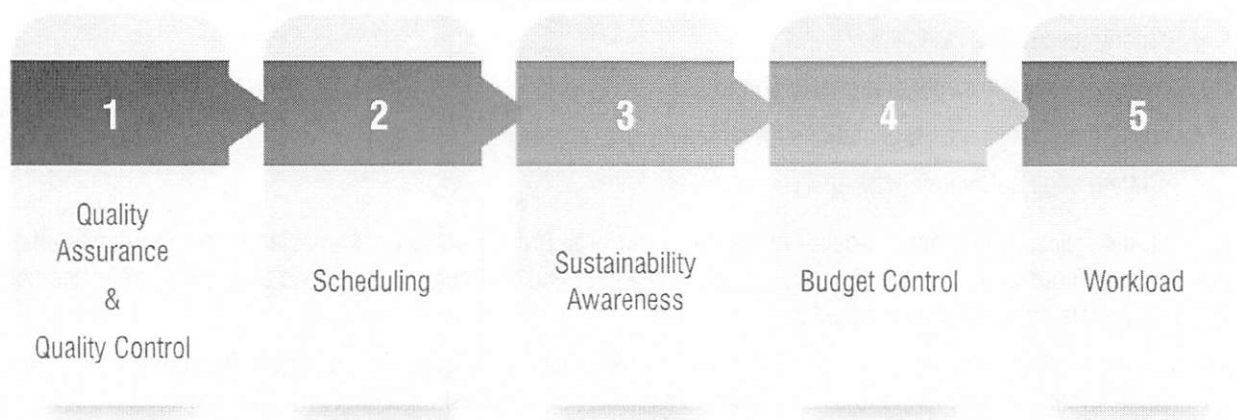 1
2
3
4
5
Quality
Assurance
&
Quality Control
Scheduling
Sustainability
Awareness
Budget Control
Workload